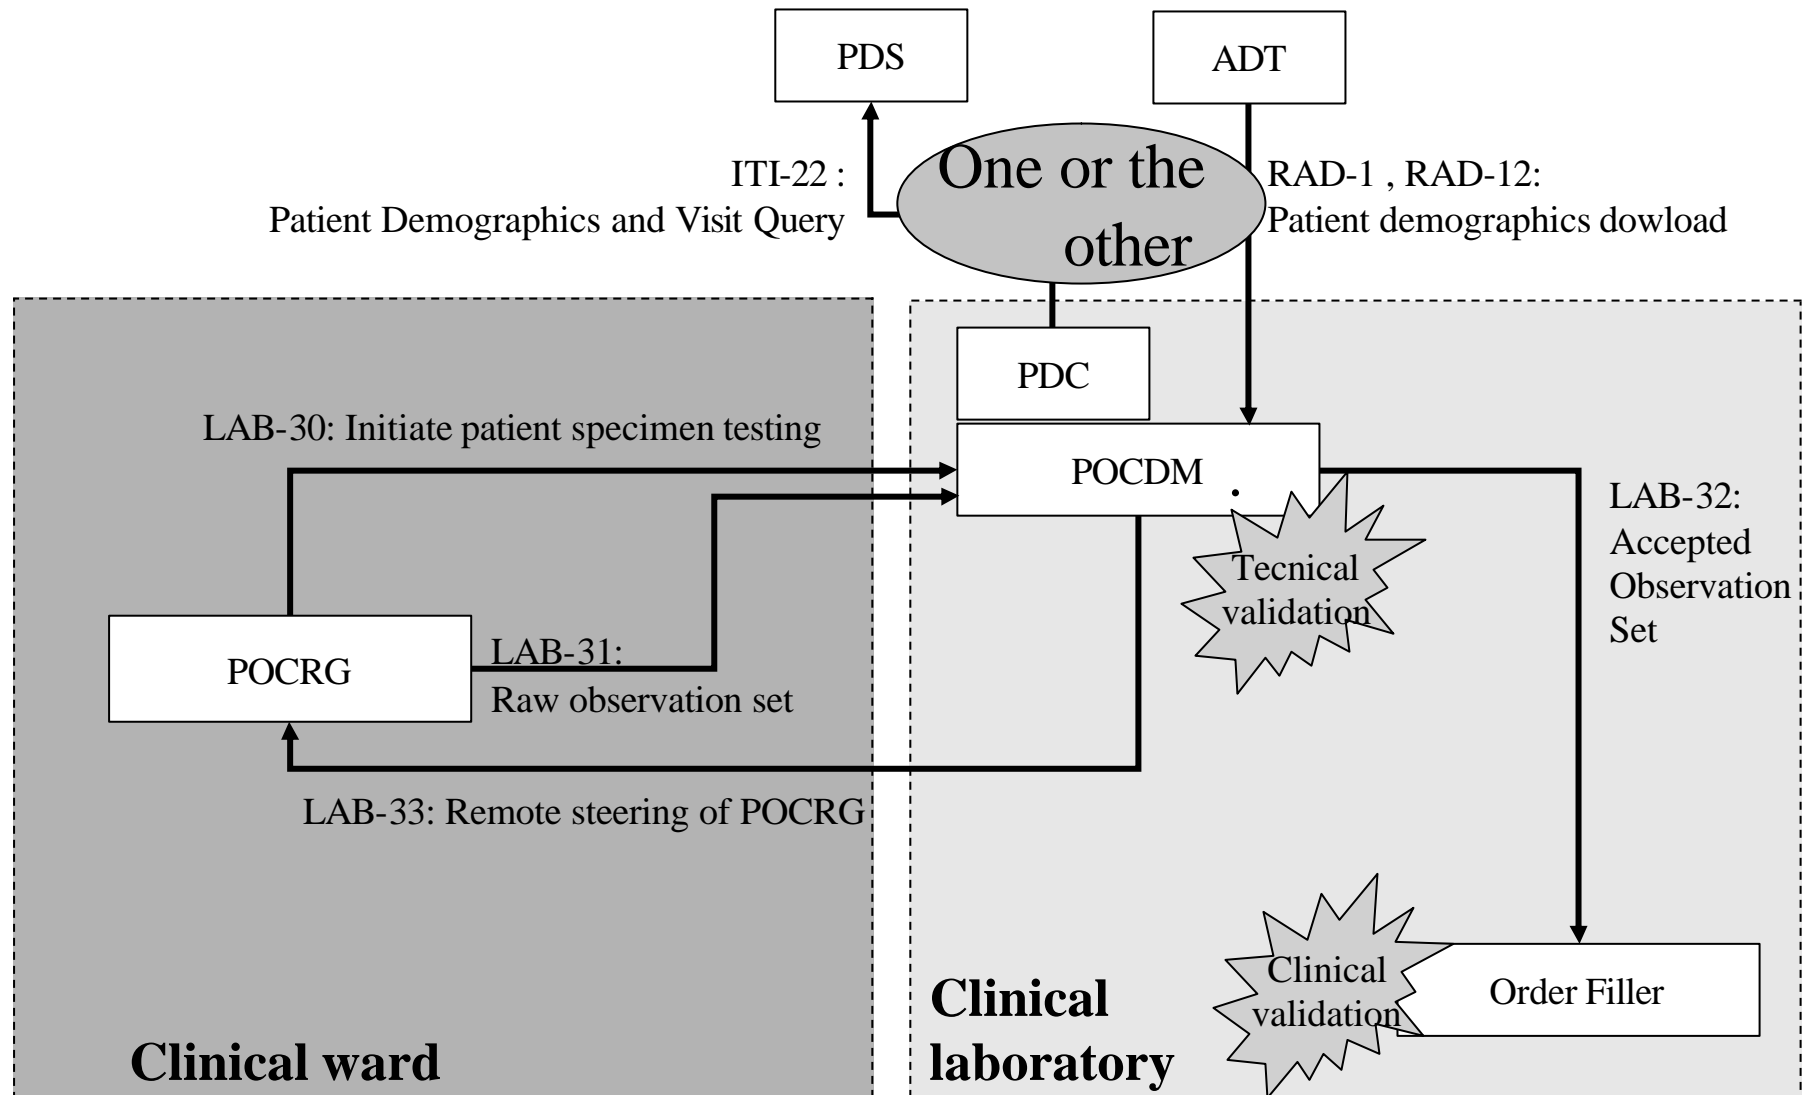 PDS
ADT
ITI-22 :
Patient Demographics and Visit Query
One or the
other
RAD-1 , RAD-12:
Patient demographics dowload
PDC
LAB-30: Initiate patient specimen testing
POCDM
.
LAB-32:
Accepted
Observation
Set
Tecnical
validation
POCRG
LAB-31:
Raw observation set
LAB-33: Remote steering of POCRG
Clinical
validation
Order Filler
Clinical ward
Clinical
laboratory